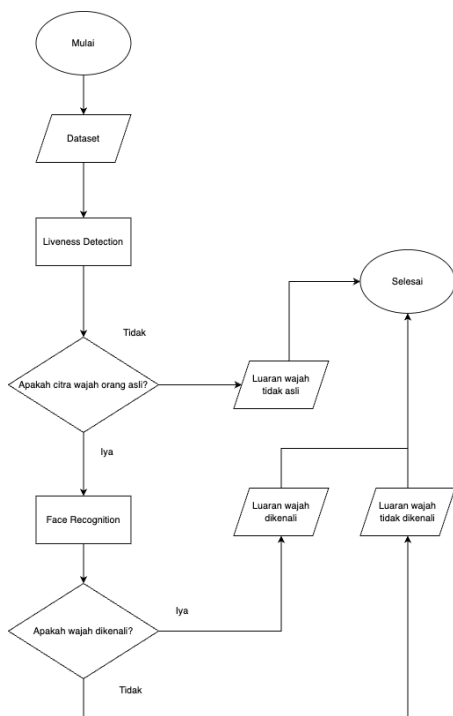 Mulai
Dataset
Liveness Detection
Selesai
Tidak
Apakah citra wajah orang asli?
Luaran wajah
tidak asli
Iya
Face Recognition
Luaran wajah
dikenali
Luaran wajah
tidak dikenali
Iya
Apakah wajah dikenali?
Tidak